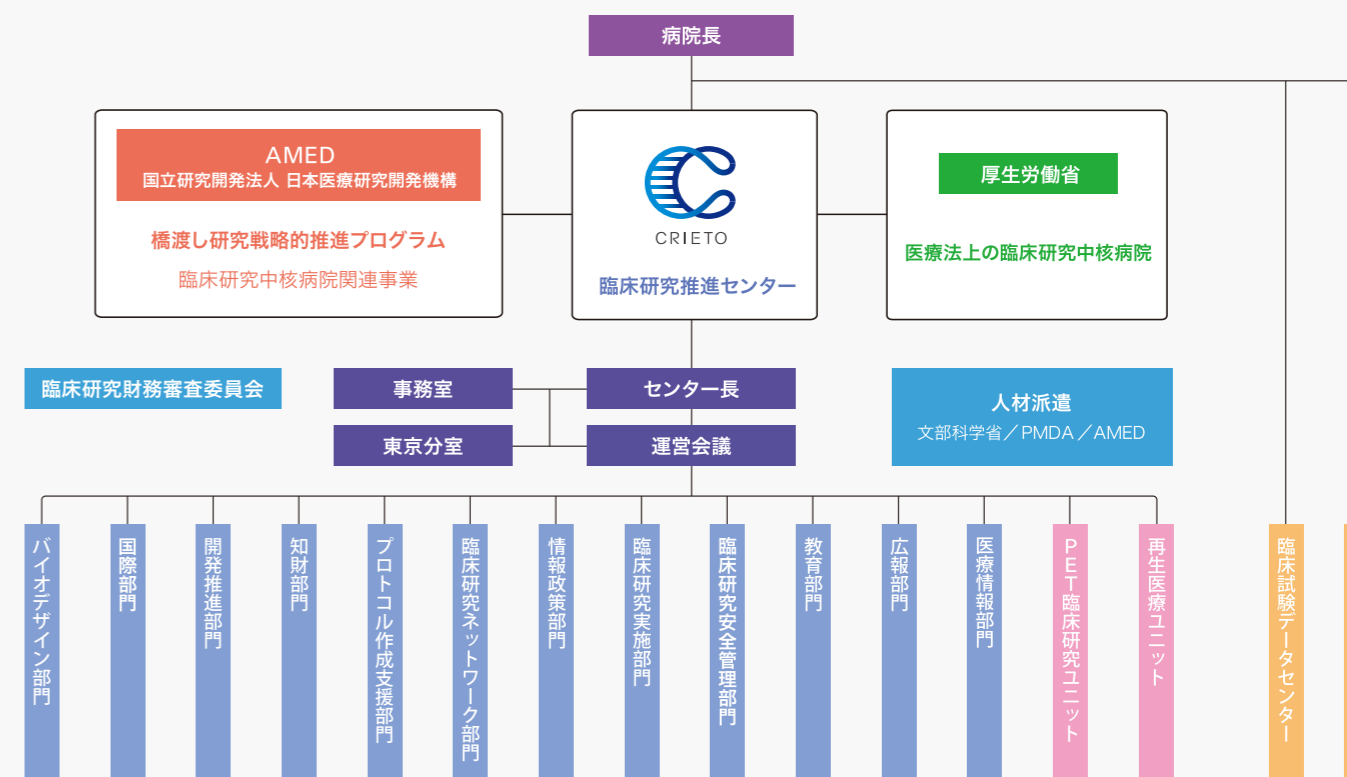 病院長
AMED
国立研究開発法人 日本医療研究開発機構
橋渡し研究戦略的推進プログラム
臨床研究中核病院関連事業
CRIETO
臨床研究推進センター
厚生労働省
医療法上の臨床研究中核病院
臨床研究財務審査委員会
事務室
センター長
東京分室
運営会議
人材派遣
文部科学省／PMDA／AMED
バイオデザイン部門
国際部門
開発推進部門
知財部門
プロトコル作成支援部門
臨床研究ネットワーク部門
情報政策部門
臨床研究実施部門
臨床研究安全管理部門
教育部門
広報部門
医療情報部門
PET臨床研究ユニット
再生医療ユニット
臨床試験データセンター